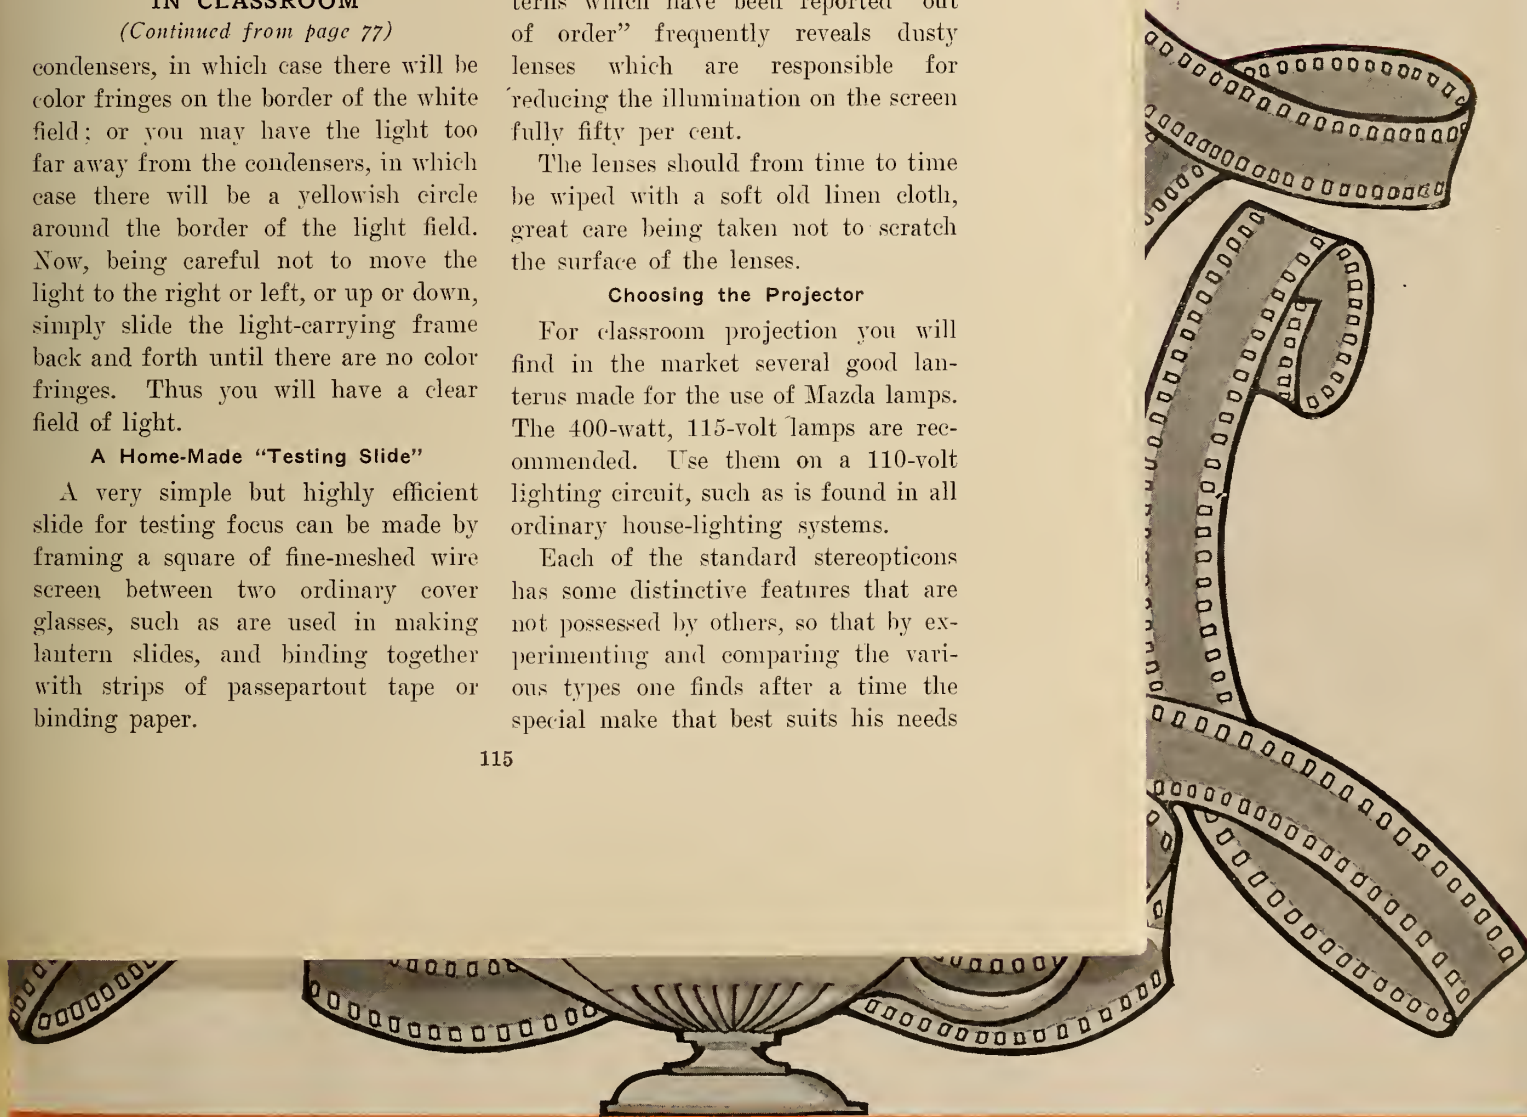 IN CLASSROOM
(Continued from page 77)
condensers, in which case there will be
color fringes on the border of the white
field; or you may have the light too
far away from the condensers, in which
case there will be a yellowish circle
around the border of the light field.
Now, being careful not to move the
light to the right or left, or up or down,
simply slide the light-carrying frame
back and forth until there are no color
fringes. Thus you will have a clear
field of light.
A Home-Made “Testing Slide”
A very simple but highly efficient
slide for testing focus can be made by
framing a square of fine-meshed wire
screen between two ordinary cover
glasses, such as are used in making
lantern slides, and binding together
with strips of passepartout tape or
binding paper.
terns which have been reported “out
of order” frequently reveals dusty
lenses which are responsible for
reducing the illumination on the screen
fully fifty per cent.
The lenses should from time to time
be wiped with a soft old linen cloth,
great care being taken not to scratch
the surface of the lenses.
Choosing the Projector
For classroom projection you will
find in the market several good lan-
terns made for the use of Mazda lamps.
The 400-watt, 115-volt lamps are rec-
ommended. Use them on a 110-volt
lighting circuit, such as is found in all
ordinary house-lighting systems.
Each of the standard stereopticons
has some distinctive features that are
not possessed by others, so that by ex-
perimenting and comparing the vari-
ous types one finds after a time the
special make that best suits his needs
115